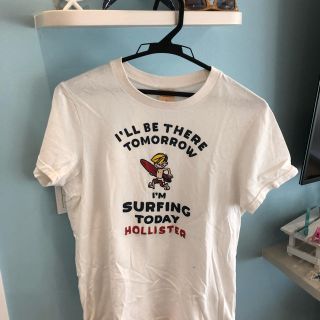 I'LL BE THERE
TOMORROW
I'M
SURFING
TODAY
HOLLISTER